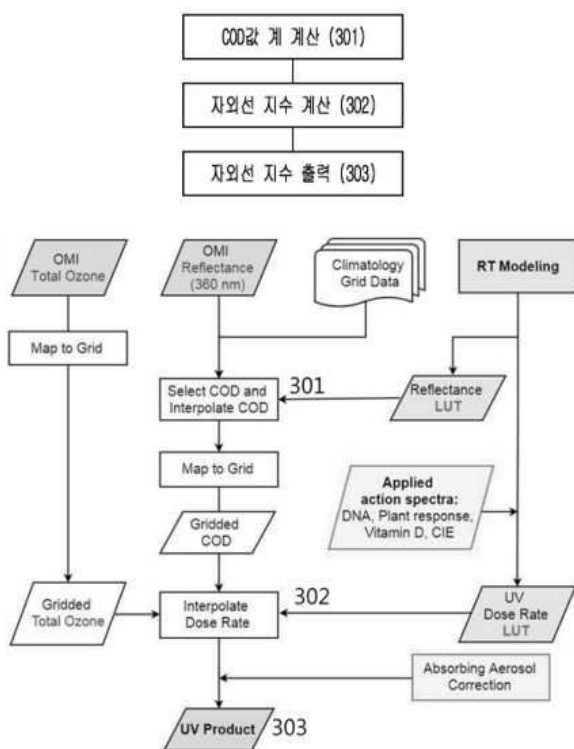 COD값 계 계산 (301)
자외선 지수 계산 (302)
자외선 지수 출력 (303)
OMI
Total Ozone
OMI
Reflectance
(360 nm)
Climatology
Grid Data
RT Modeling
Map to Grid
Select COD and
Interpolate COD
301
Reflectance
LUT
Map to Grid
Applied
action spectra:
DNA, Plant response,
Vitamin D, CIE
Gridded
COD
Gridded
Total Ozone
Interpolate
Dose Rate
302
UV
Dose Rate
LUT
Absorbing Aerosol
Correction
UV Product
303